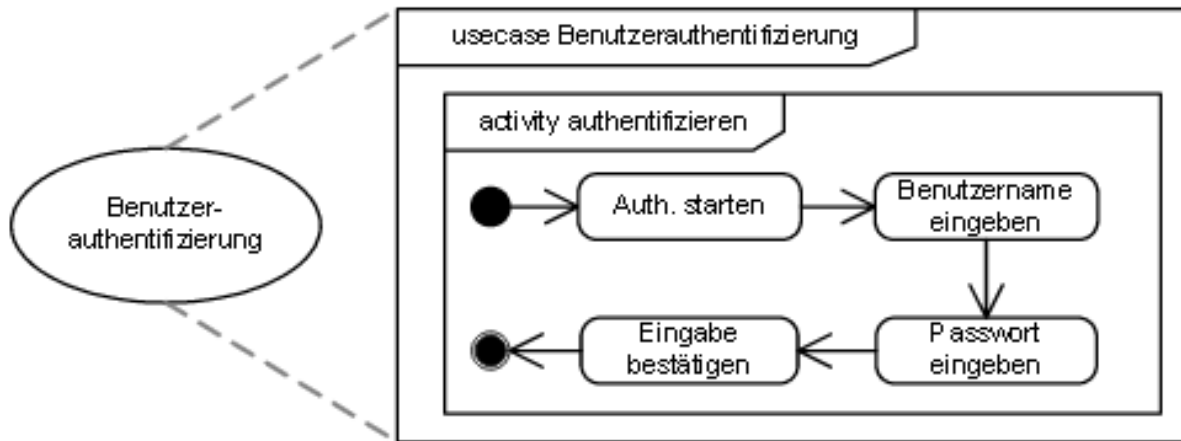 usecase Benutzerauthentifizierung
activity authentifizieren
Benutzer-
authentifizierung
Auth. starten
Benutzername
eingeben
Eingabe
bestätigen
Passwort
eingeben